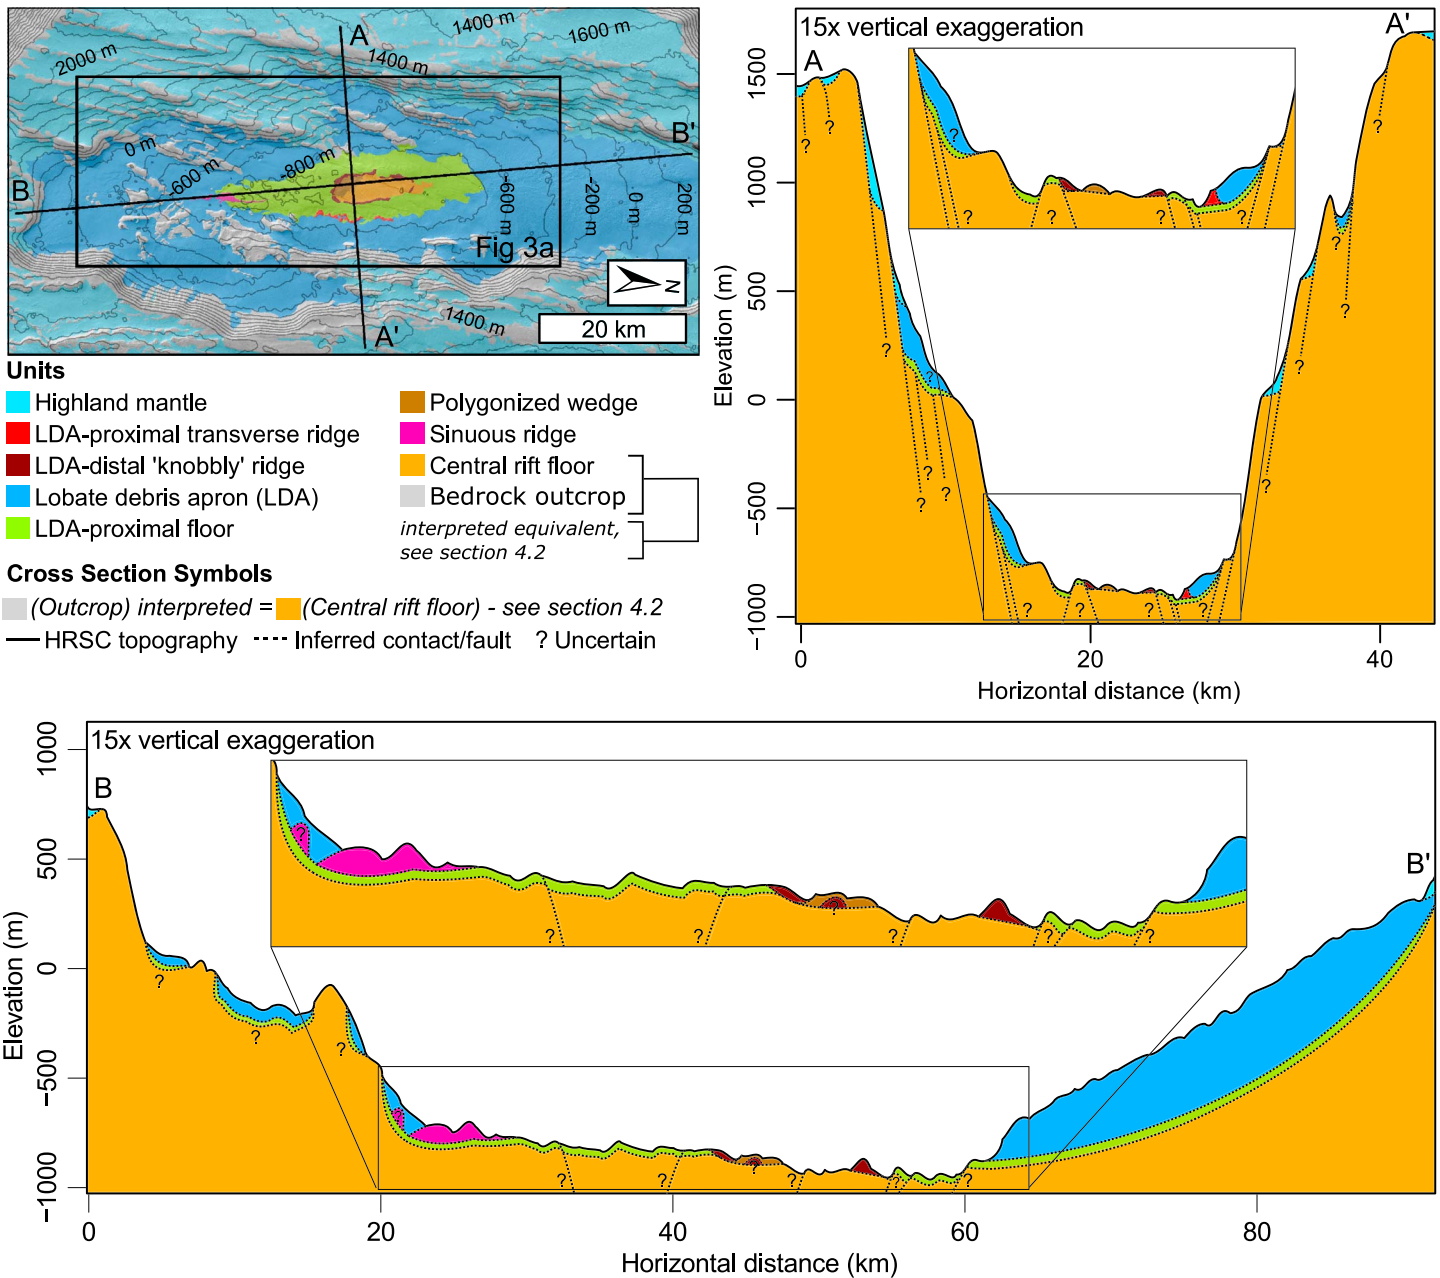 A
1400 m
1600 m
2000 m
1400 m
B'
0 m
-800 m
-600 m
B
-600 m
-200 m
0 m
200 m
Fig 3a
N
1400 m
20 km
A'
Units
Highland mantle
LDA-proximal transverse ridge
LDA-distal 'knobbly' ridge
Lobate debris apron (LDA)
LDA-proximal floor
Polygonized wedge
Sinuous ridge
Central rift floor
Bedrock outcrop
interpreted equivalent,
see section 4.2
Cross Section Symbols
(Outcrop) interpreted = (Central rift floor) - see section 4.2
HRSC topography Inferred contact/fault ? Uncertain
15x vertical exaggeration
A
A'
1500
1000
500
0
−500
−1000
Elevation (m)
? ? ? ? ? ? ? ? ? ? ? ? ? ? ? ? ? ? ? ? ? ?
0 20 40
Horizontal distance (km)
15x vertical exaggeration
B
B'
1000
500
0
−500
−1000
Elevation (m)
? ? ? ? ? ? ? ? ? ? ? ? ? ? ? ? ? ?
0 20 40 60 80
Horizontal distance (km)